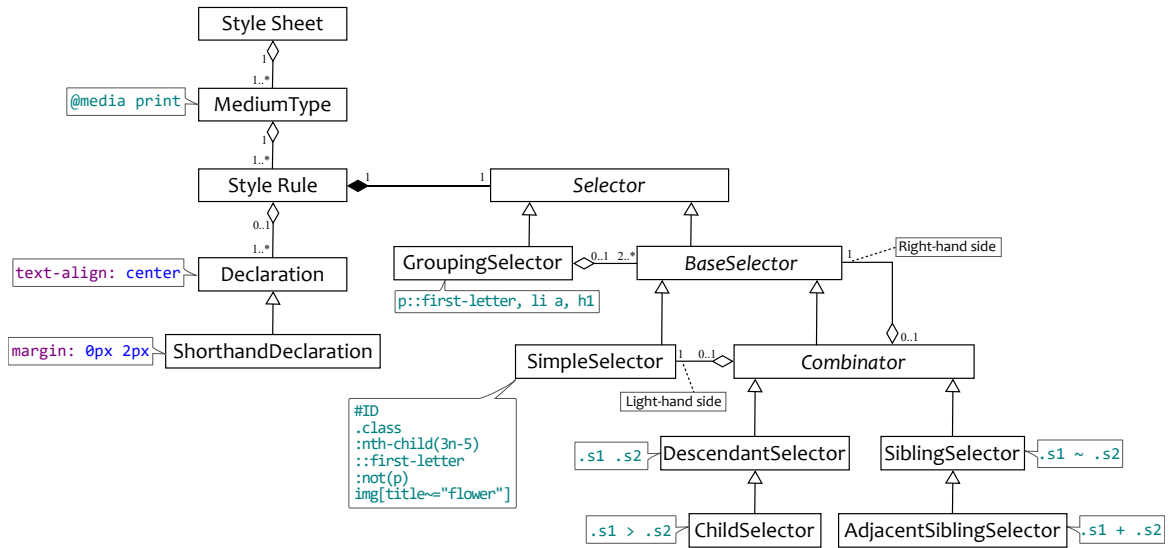 Style Sheet
1
1..*
@media print
MediumType
1
1..*
Style Rule
1
1
Selector
0..1
1..*
Right-hand side
text-align: center
Declaration
GroupingSelector
0..1
2..*
BaseSelector
1
p::first-letter, li a, h1
0..1
margin: 0px 2px
ShorthandDeclaration
SimpleSelector
1
0..1
Combinator
Light-hand side
#ID
.class
:nth-child(3n-5)
::first-letter
:not(p)
img[title~="flower"]
.s1 .s2
DescendantSelector
SiblingSelector
.s1 ~ .s2
.s1 > .s2
ChildSelector
AdjacentSiblingSelector
.s1 + .s2